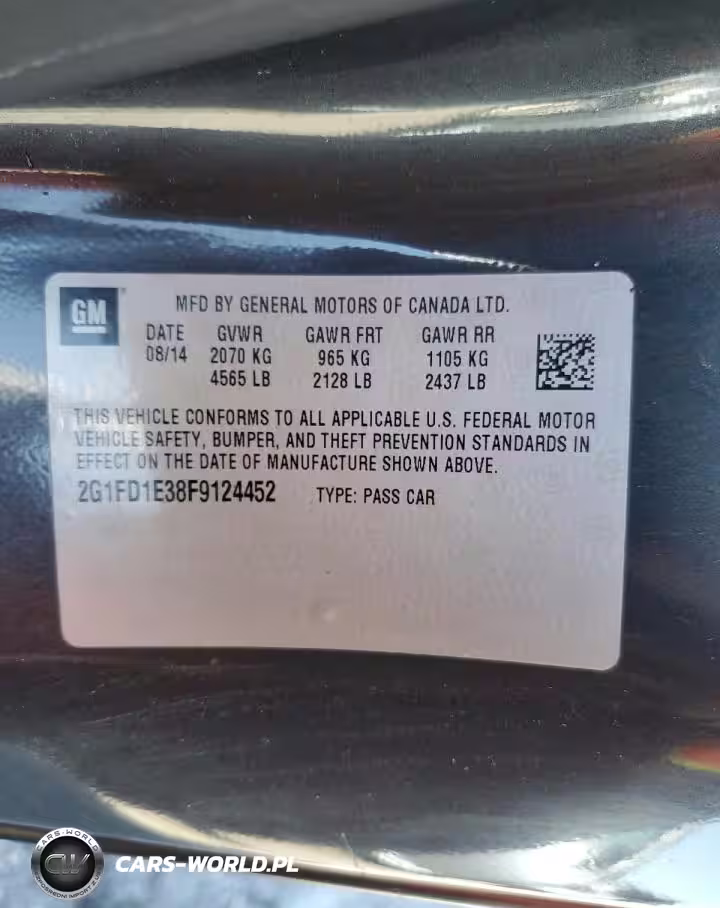 GM
MFD BY GENERAL MOTORS OF CANADA LTD.
DATE GVWR GAWR FRT GAWR RR
08/14 2070 KG 965 KG 1105 KG
4565 LB 2128 LB 2437 LB
THIS VEHICLE CONFORMS TO ALL APPLICABLE U.S. FEDERAL MOTOR
VEHICLE SAFETY, BUMPER, AND THEFT PREVENTION STANDARDS IN
EFFECT ON THE DATE OF MANUFACTURE SHOWN ABOVE.
2G1FD1E38F9124452 TYPE: PASS CAR
CARS-WORLD
CW
CARS-WORLD.PL